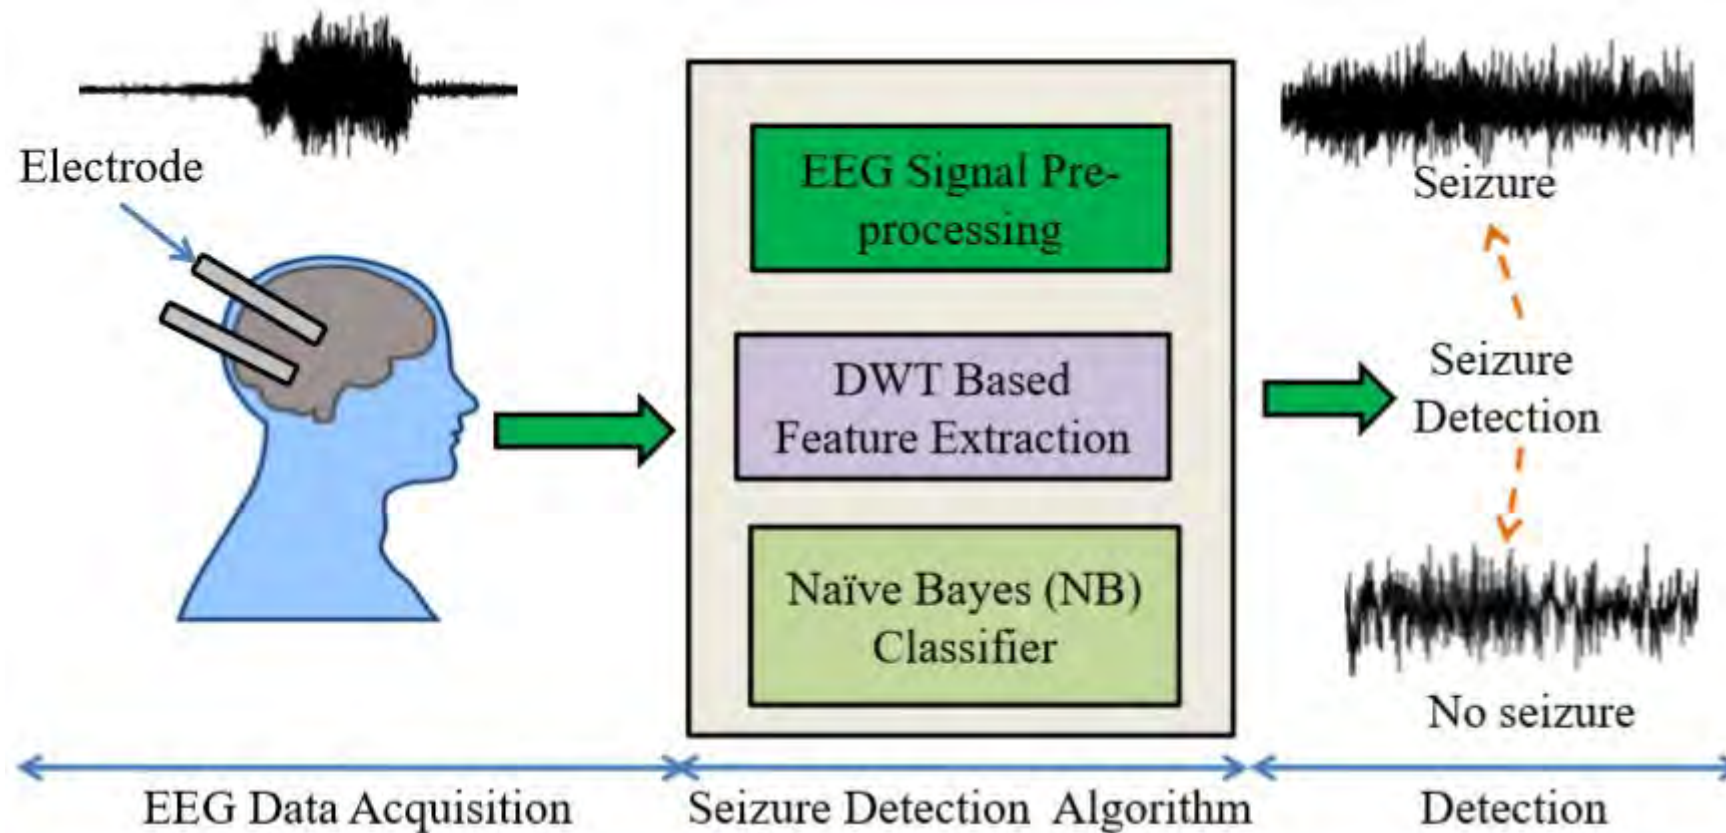 Electrode
EEG Signal Pre-
processing
DWT Based
Feature Extraction
Naïve Bayes (NB)
Classifier
Seizure
Seizure
Detection
No seizure
EEG Data Acquisition
Seizure Detection Algorithm
Detection